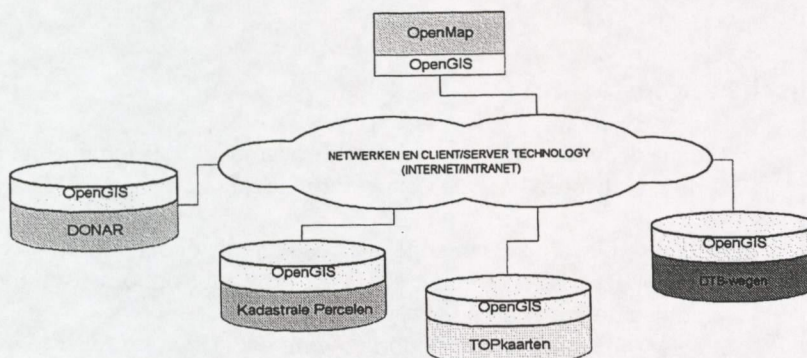 OpenMap
OpenGIS
NETWERKEN EN CLIENT/SERVER TECHNOLOGY
(INTERNET/INTRANET)
OpenGIS
DONAR
OpenGIS
Kadastrale Percelen
OpenGIS
TOPkaarten
OpenGIS
DTB-wegen